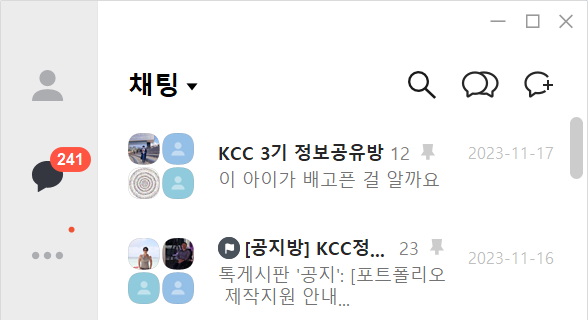 채팅
241
KCC 3기 정보공유방 12
2023-11-17
이 아이가 배고픈 걸 알까요
[공지방] KCC정... 23
2023-11-16
톡게시판 '공지': [포트폴리오
제작지원 안내...